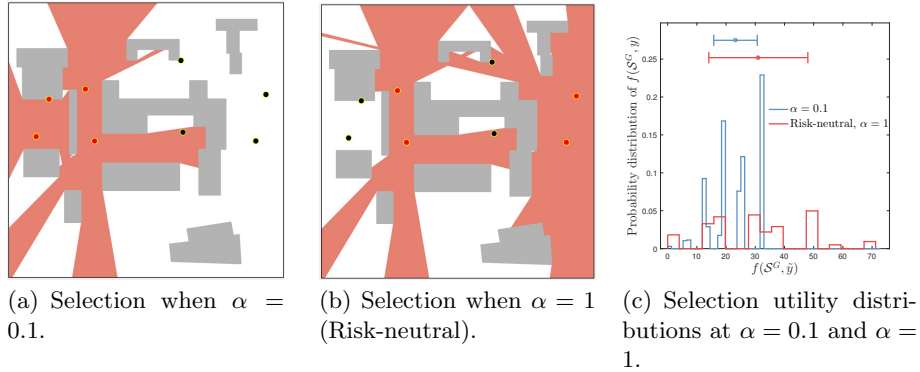 Probability distribution of f(𝒮^G, y)
0.25
0.2
0.15
0.1
0.05
0
α = 0.1
Risk-neutral, α = 1
0 10 20 30 40 50 60 70
f(𝒮^G, ỹ)
(a) Selection when α =
0.1.
(b) Selection when α = 1
(Risk-neutral).
(c) Selection utility distri-
butions at α = 0.1 and α =
1.